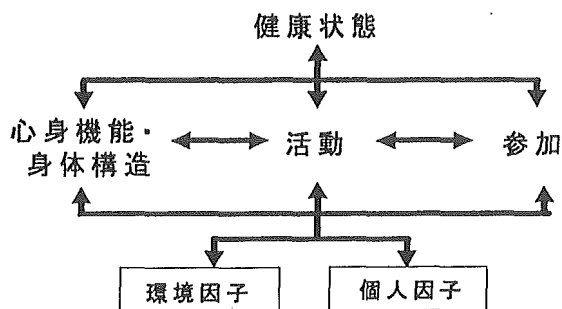 健康状態
心身機能・
身体構造
活動
参加
環境因子
個人因子